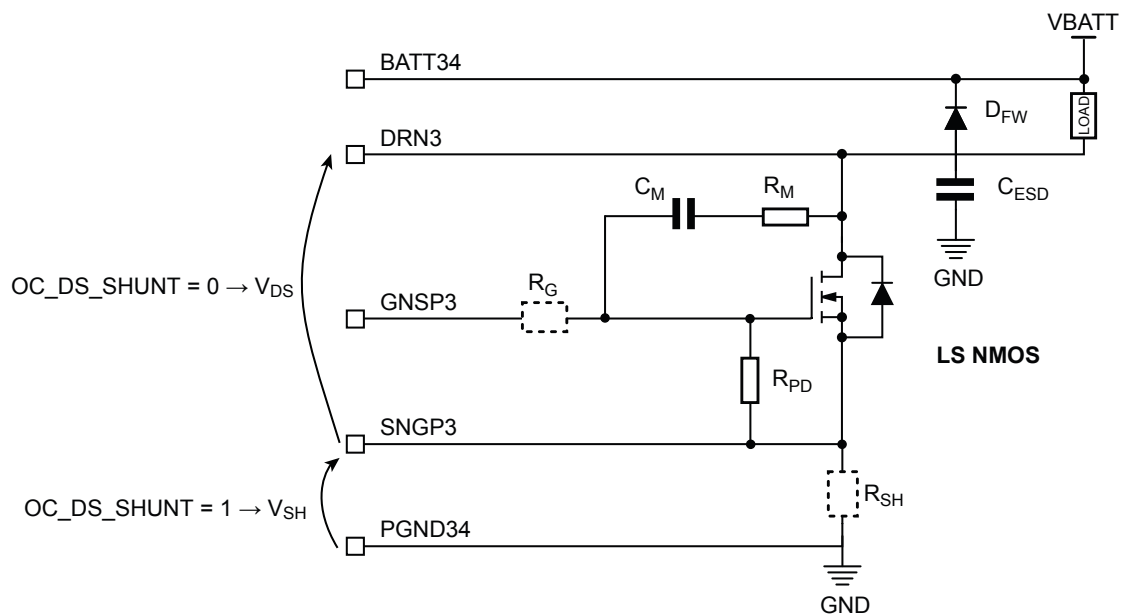 VBATT
BATT34
D_FW
LOAD
DRN3
C_M
R_M
C_ESD
GND
OC_DS_SHUNT = 0 → V_DS
GNSP3
R_G
LS NMOS
R_PD
SNGP3
OC_DS_SHUNT = 1 → V_SH
R_SH
PGND34
GND